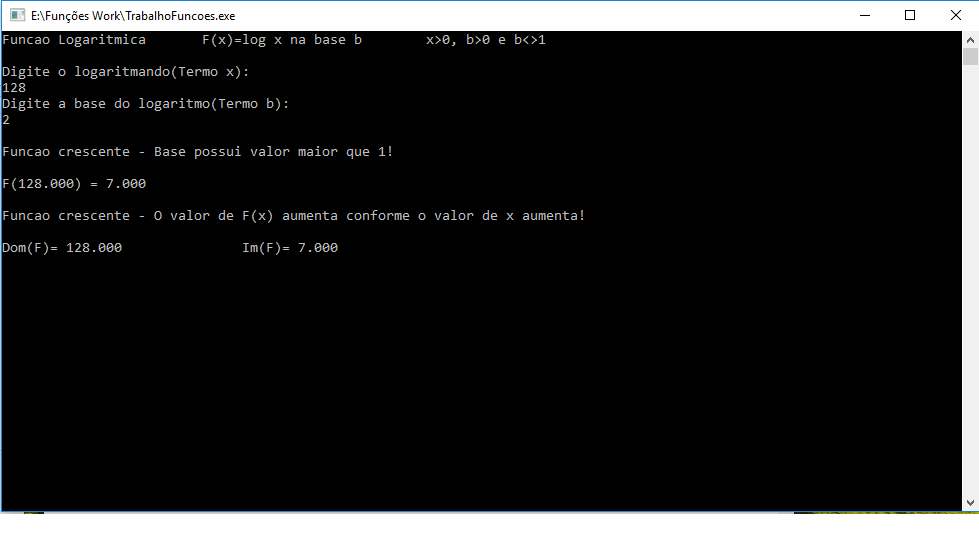 E:\Funções Work\TrabalhoFuncoes.exe
Funcao Logaritmica F(x)=log x na base b x>0, b>0 e b<>1
Digite o logaritmando(Termo x):
128
Digite a base do logaritmo(Termo b):
2
Funcao crescente - Base possui valor maior que 1!
F(128.000) = 7.000
Funcao crescente - O valor de F(x) aumenta conforme o valor de x aumenta!
Dom(F)= 128.000 Im(F)= 7.000